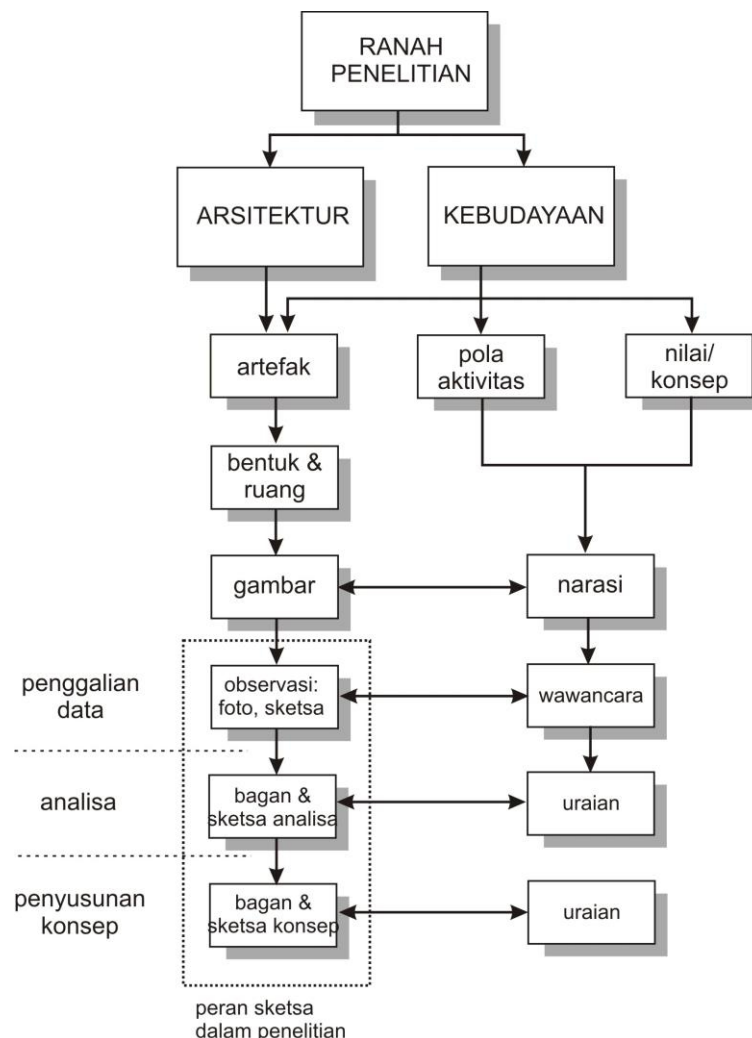 RANAH
PENELITIAN
ARSITEKTUR
KEBUDAYAAN
artefak
pola
aktivitas
nilai/
konsep
bentuk &
ruang
gambar
narasi
penggalian
data
observasi:
foto, sketsa
wawancara
analisa
bagan &
sketsa analisa
uraian
penyusunan
konsep
bagan &
sketsa konsep
uraian
peran sketsa
dalam penelitian